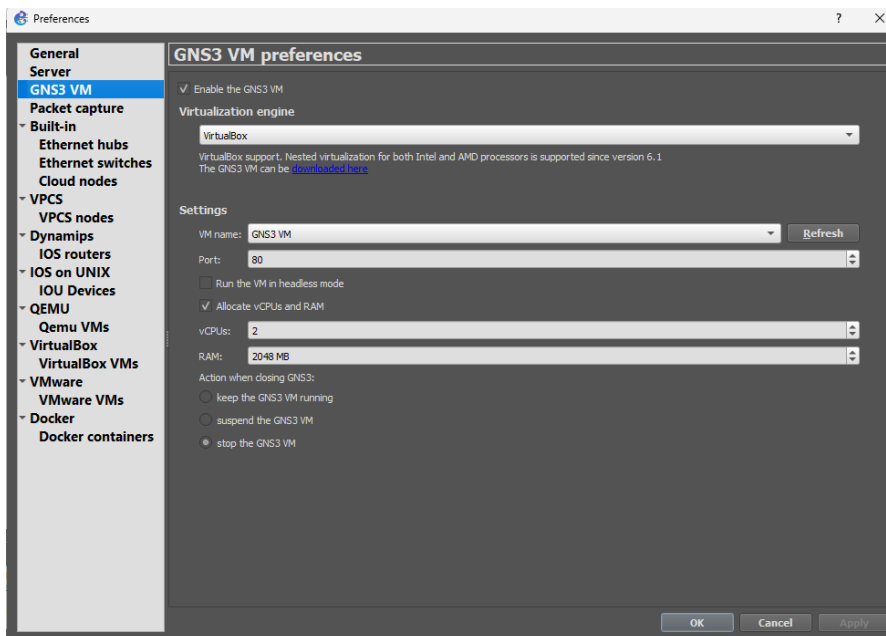 Preferences
?
General
Server
GNS3 VM
Packet capture
Built-in
Ethernet hubs
Ethernet switches
Cloud nodes
VPCS
VPCS nodes
Dynamips
IOS routers
IOS on UNIX
IOU Devices
QEMU
Qemu VMs
VirtualBox
VirtualBox VMs
VMware
VMware VMs
Docker
Docker containers
GNS3 VM preferences
Enable the GNS3 VM
Virtualization engine
VirtualBox
VirtualBox support. Nested virtualization for both Intel and AMD processors is supported since version 6.1
The GNS3 VM can be downloaded here
Settings
VM name: GNS3 VM Refresh
Port: 80
Run the VM in headless mode
Allocate vCPUs and RAM
vCPUs: 2
RAM: 2048 MB
Action when closing GNS3:
keep the GNS3 VM running
suspend the GNS3 VM
stop the GNS3 VM
OK Cancel Apply